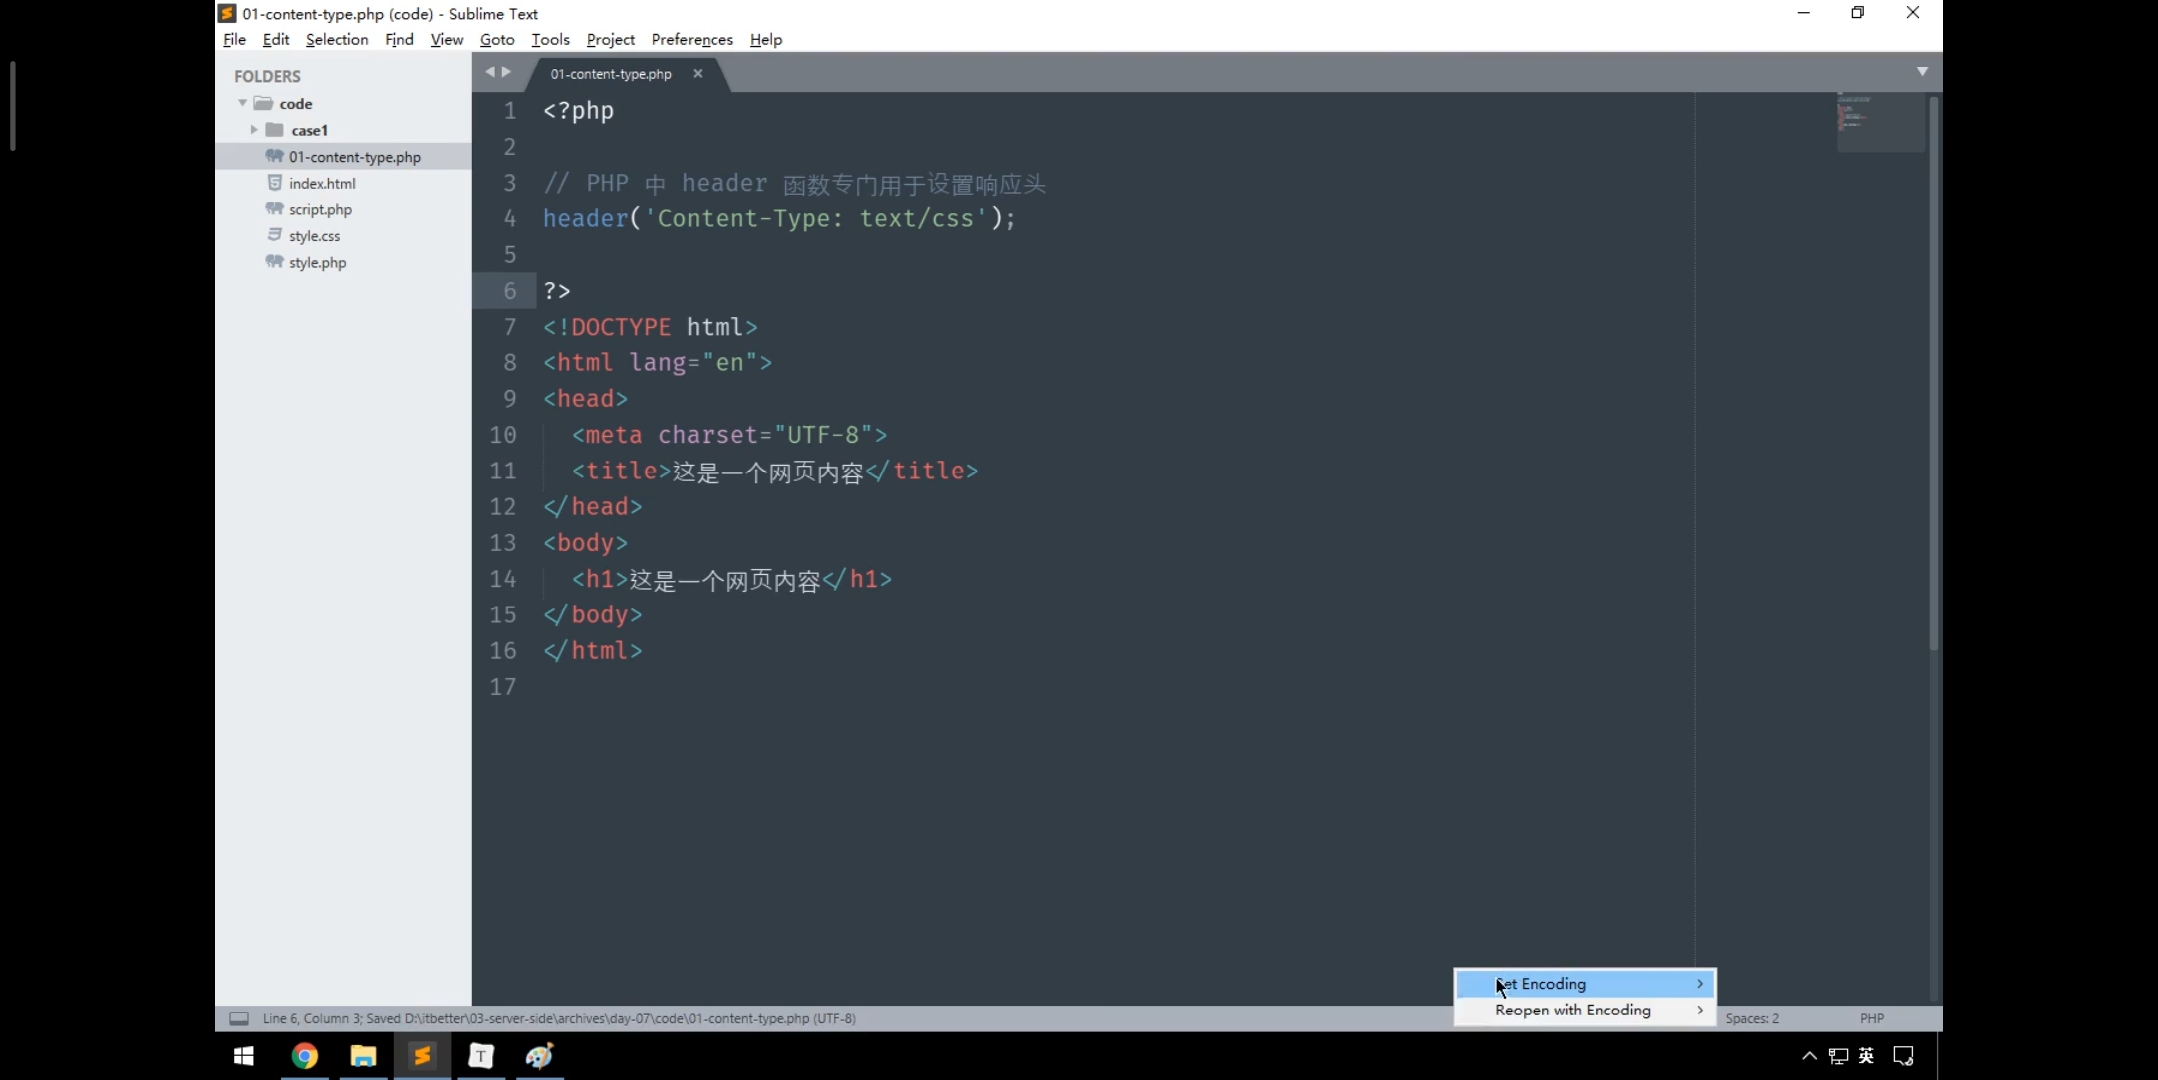 01-content-type.php (code) - Sublime Text
File Edit Selection Find View Goto Tools Project Preferences Help
FOLDERS
code
case1
01-content-type.php
index.html
script.php
style.css
style.php
01-content-type.php
1 <?php
2
3 // PHP 中 header 函数专门用于设置响应头
4 header('Content-Type: text/css');
5
6 ?>
7 <!DOCTYPE html>
8 <html lang="en">
9 <head>
10 <meta charset="UTF-8">
11 <title>这是一个网页内容</title>
12 </head>
13 <body>
14 <h1>这是一个网页内容</h1>
15 </body>
16 </html>
17
Set Encoding
Reopen with Encoding
Line 6, Column 3; Saved D:\itbetter\03-server-side\archives\day-07\code\01-content-type.php (UTF-8)
Spaces: 2
PHP
T
英